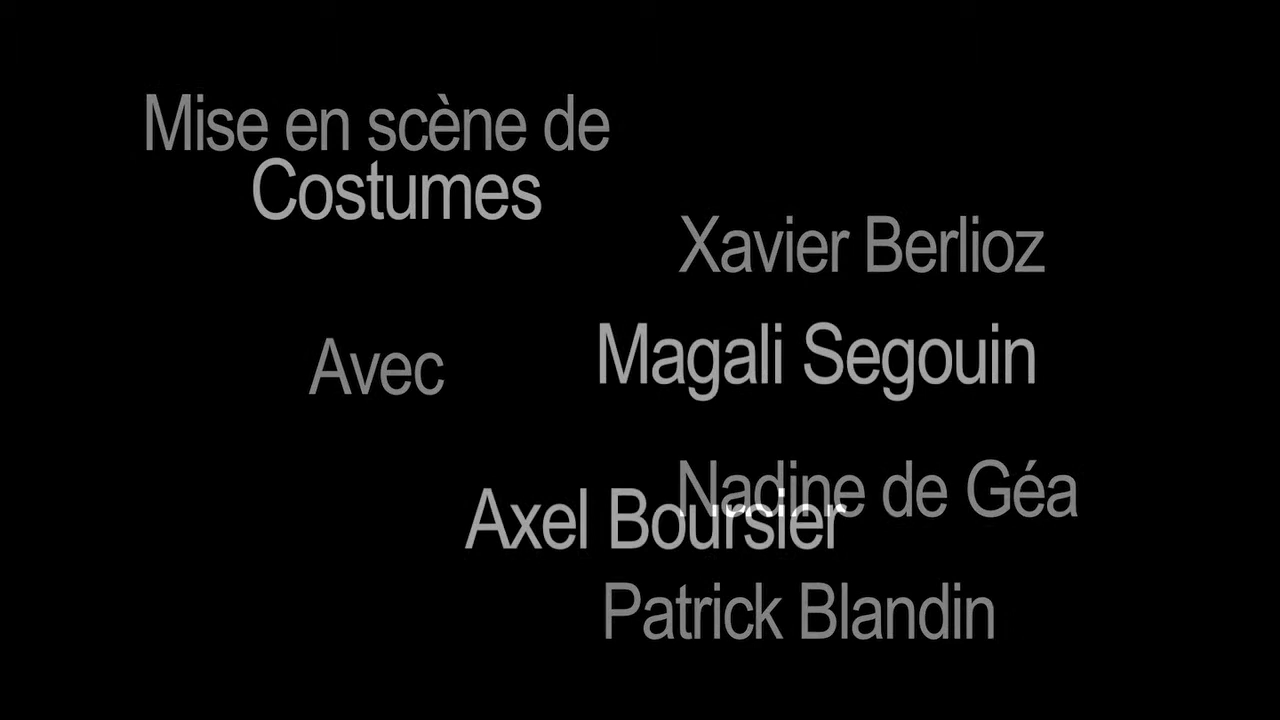 Mise en scène de
Costumes
Xavier Berlioz
Magali Segouin
Avec
Nadine de Géa
Axel Boursier
Patrick Blandin